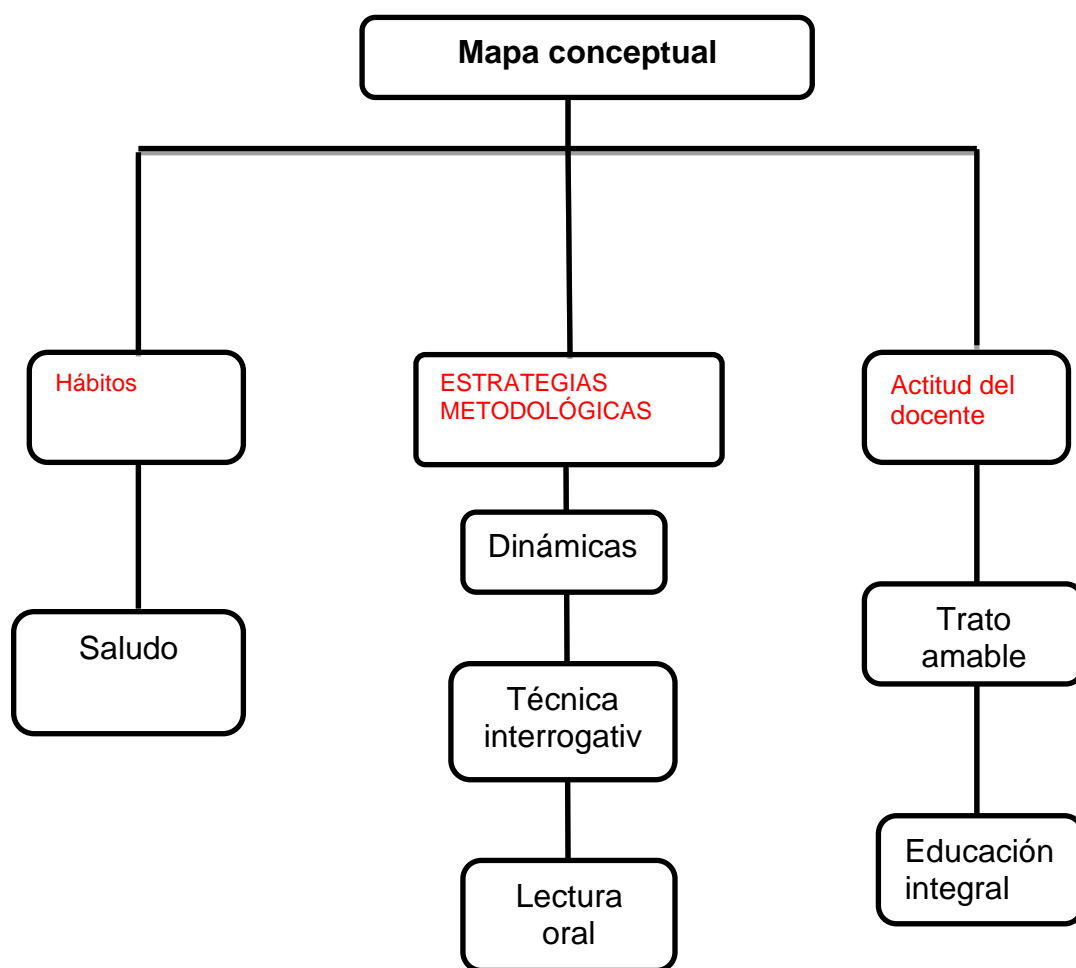 Mapa conceptual
Hábitos
ESTRATEGIAS
METODOLÓGICAS
Actitud del
docente
Dinámicas
Saludo
Trato
amable
Técnica
interrogativ
Educación
integral
Lectura
oral